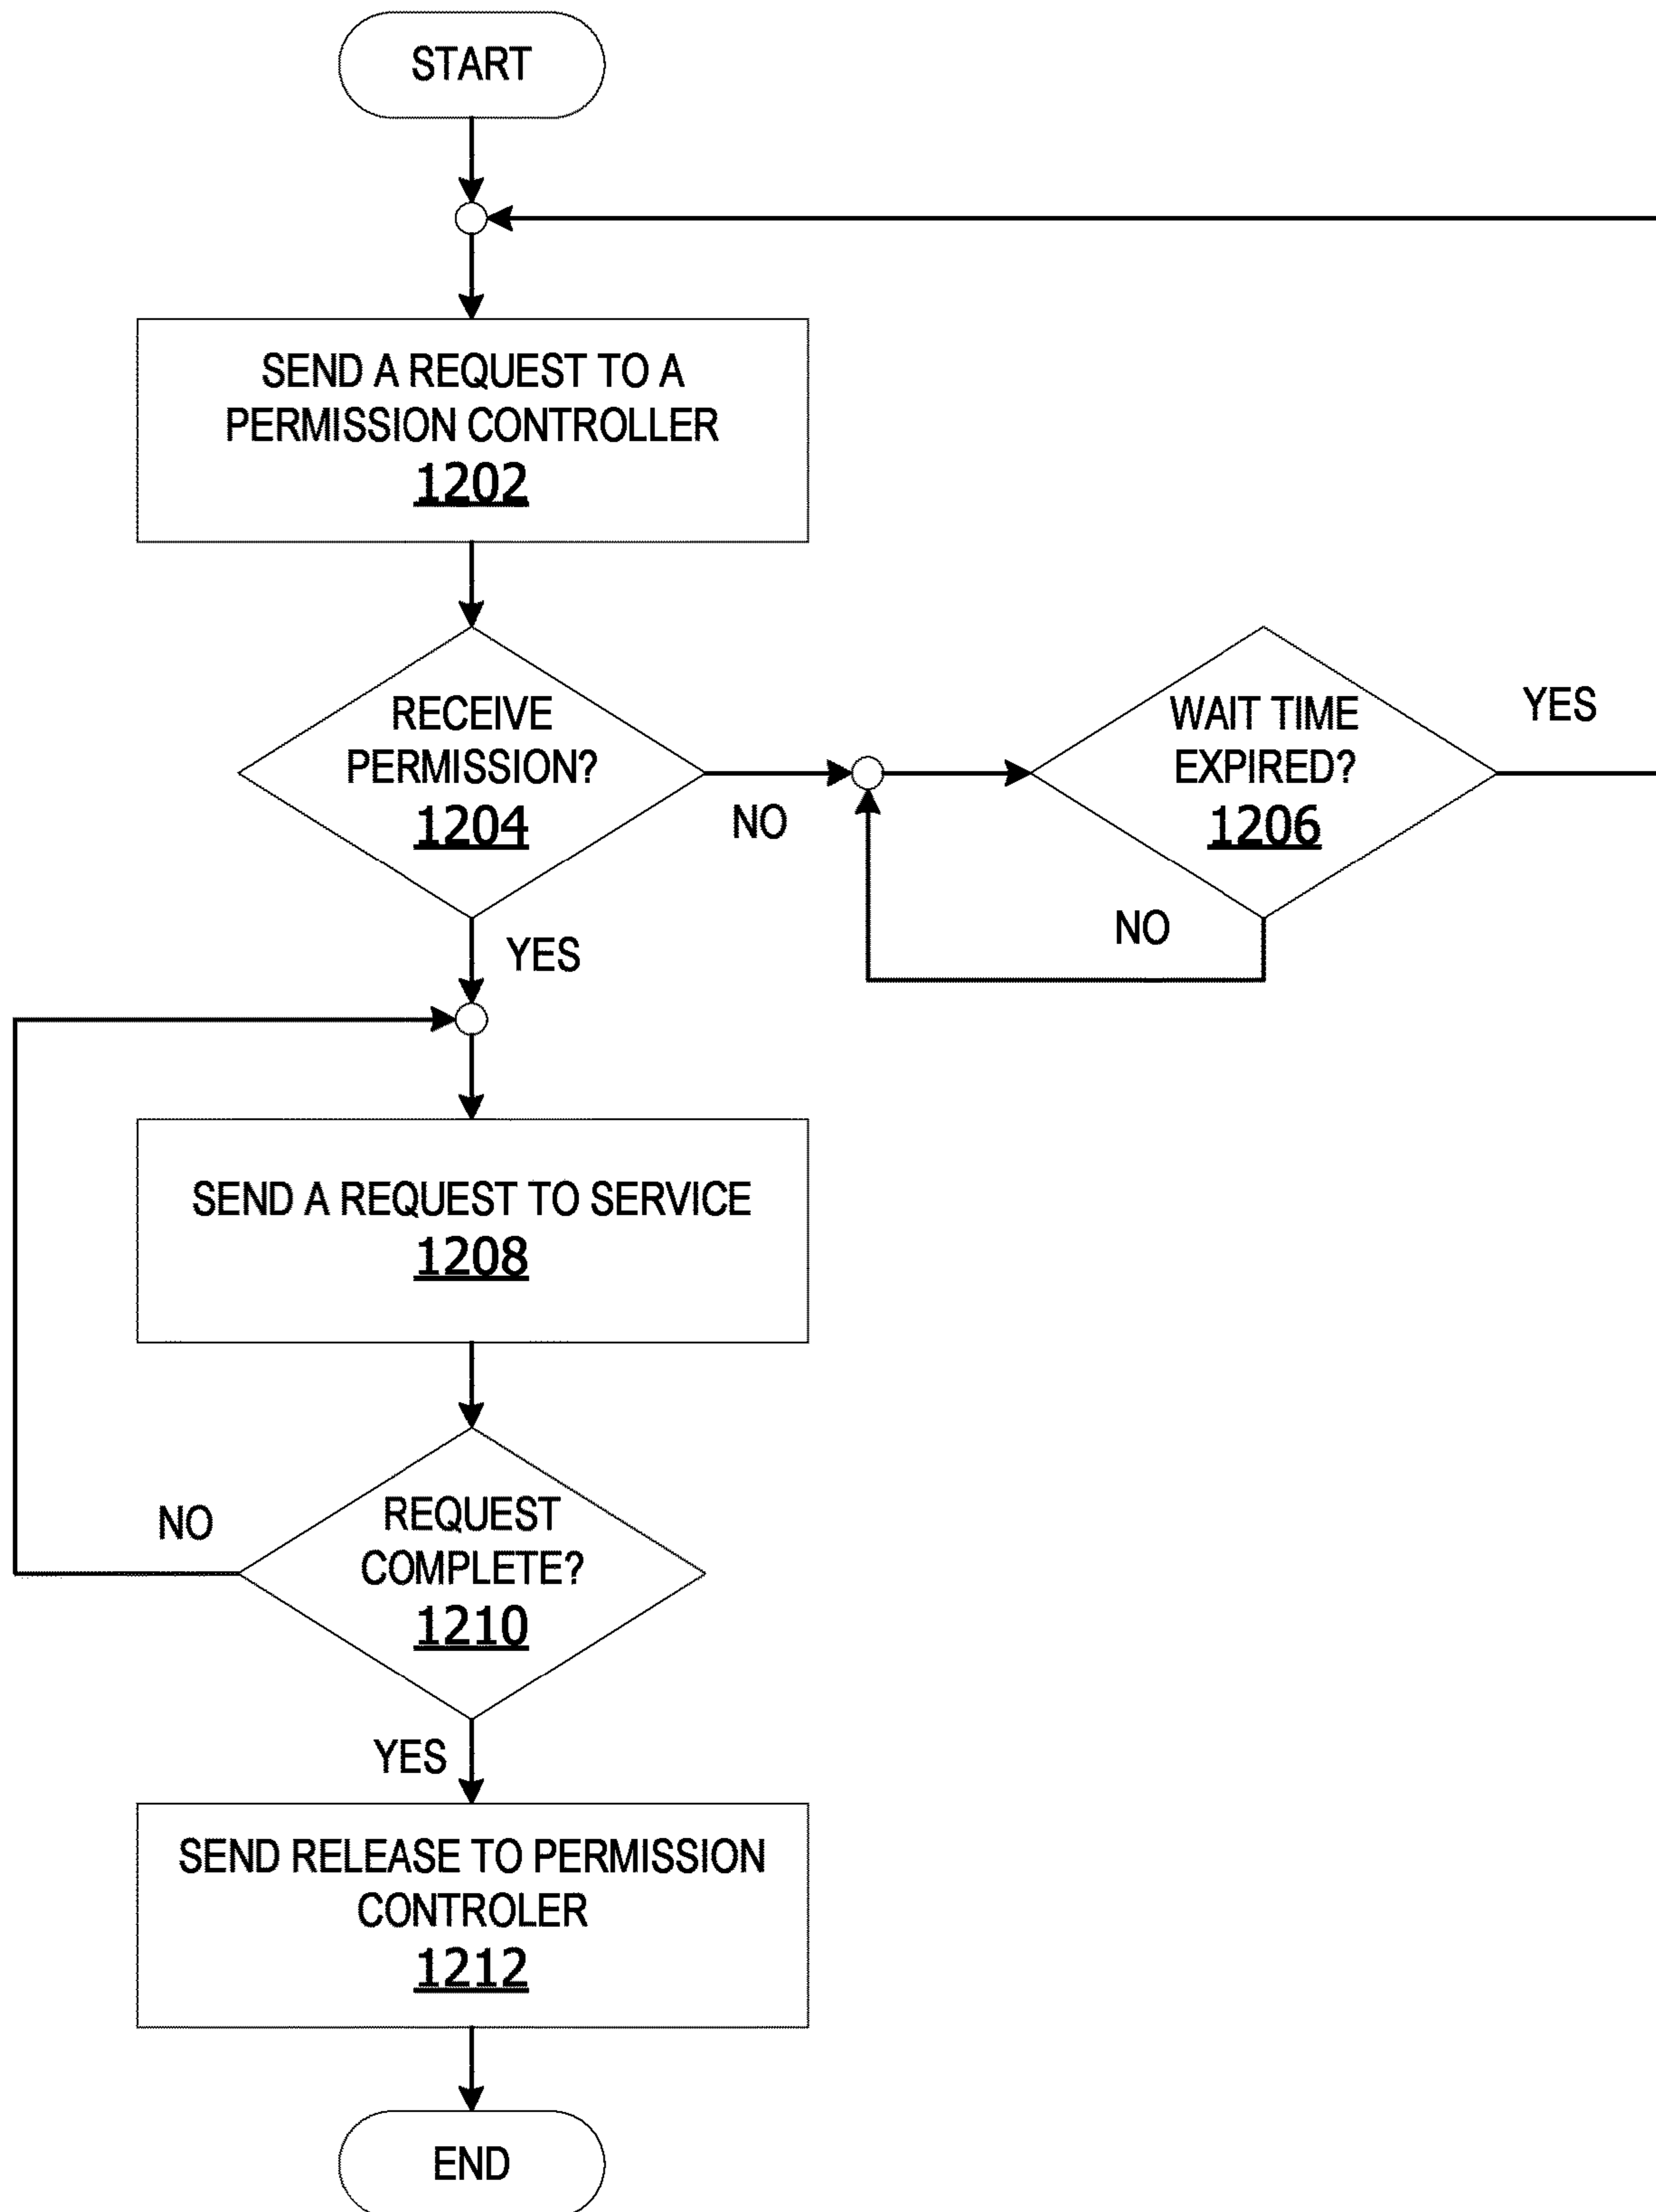 START
SEND A REQUEST TO A
PERMISSION CONTROLLER
1202
RECEIVE
PERMISSION?
1204
NO
WAIT TIME
EXPIRED?
1206
YES
NO
YES
SEND A REQUEST TO SERVICE
1208
REQUEST
COMPLETE?
1210
NO
YES
SEND RELEASE TO PERMISSION
CONTROLER
1212
END